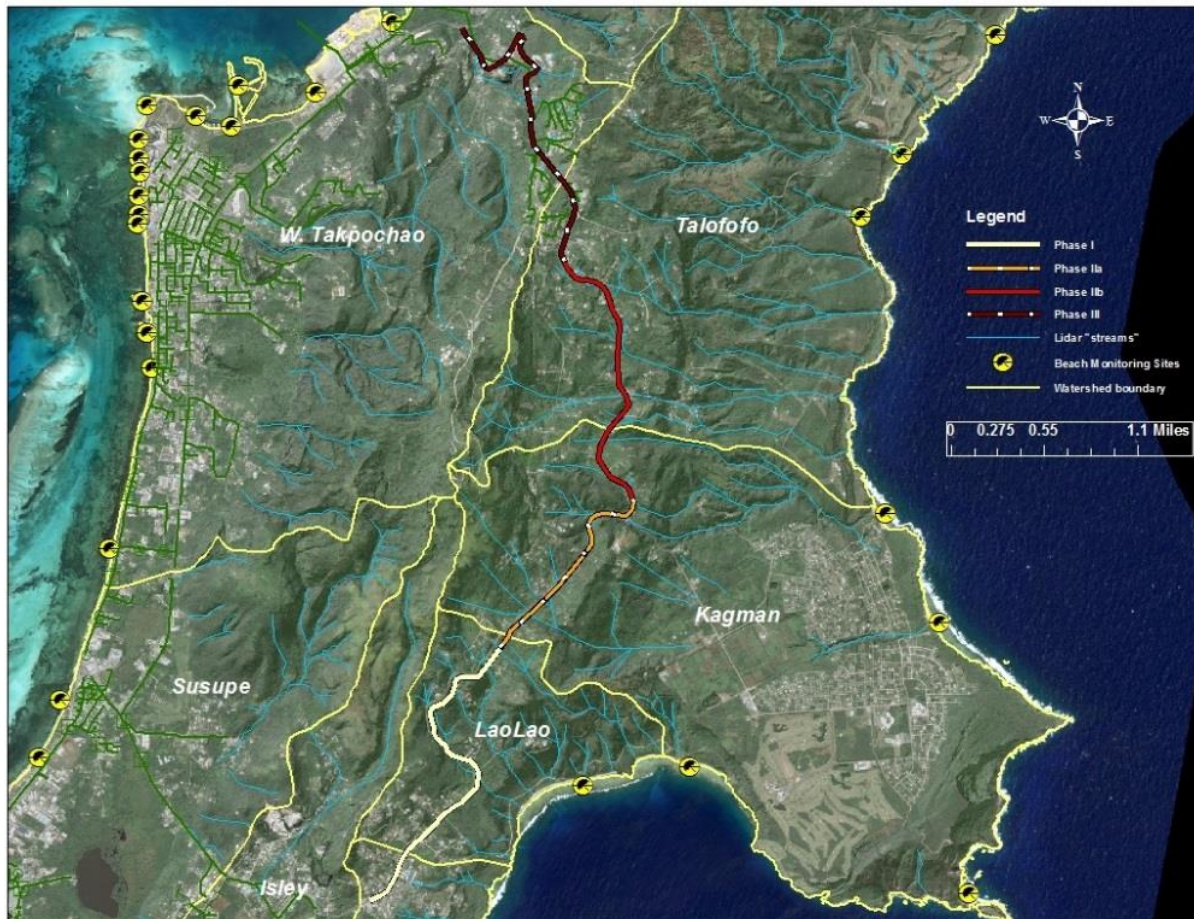 N
W E
S
Legend
Phase I
Phase IIa
Phase IIb
Phase III
Lidar "streams"
Beach Monitoring Sites
Watershed boundary
0 0.275 0.55 1.1 Miles
W. Takpochao
Talofofo
Kagman
Susupe
LaoLao
Isley